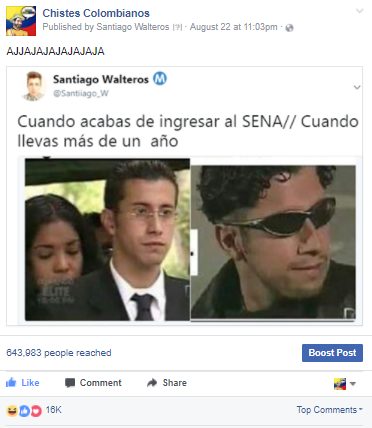 Chistes Colombianos
Published by Santiago Walteros [?] · August 22 at 11:03pm ·
AJJAJAJAJAJAJAJA
Santiago Walteros M
@Santiiago_W
Cuando acabas de ingresar al SENA// Cuando
llevas más de un año
643,983 people reached
Boost Post
Like Comment Share
16K
Top Comments